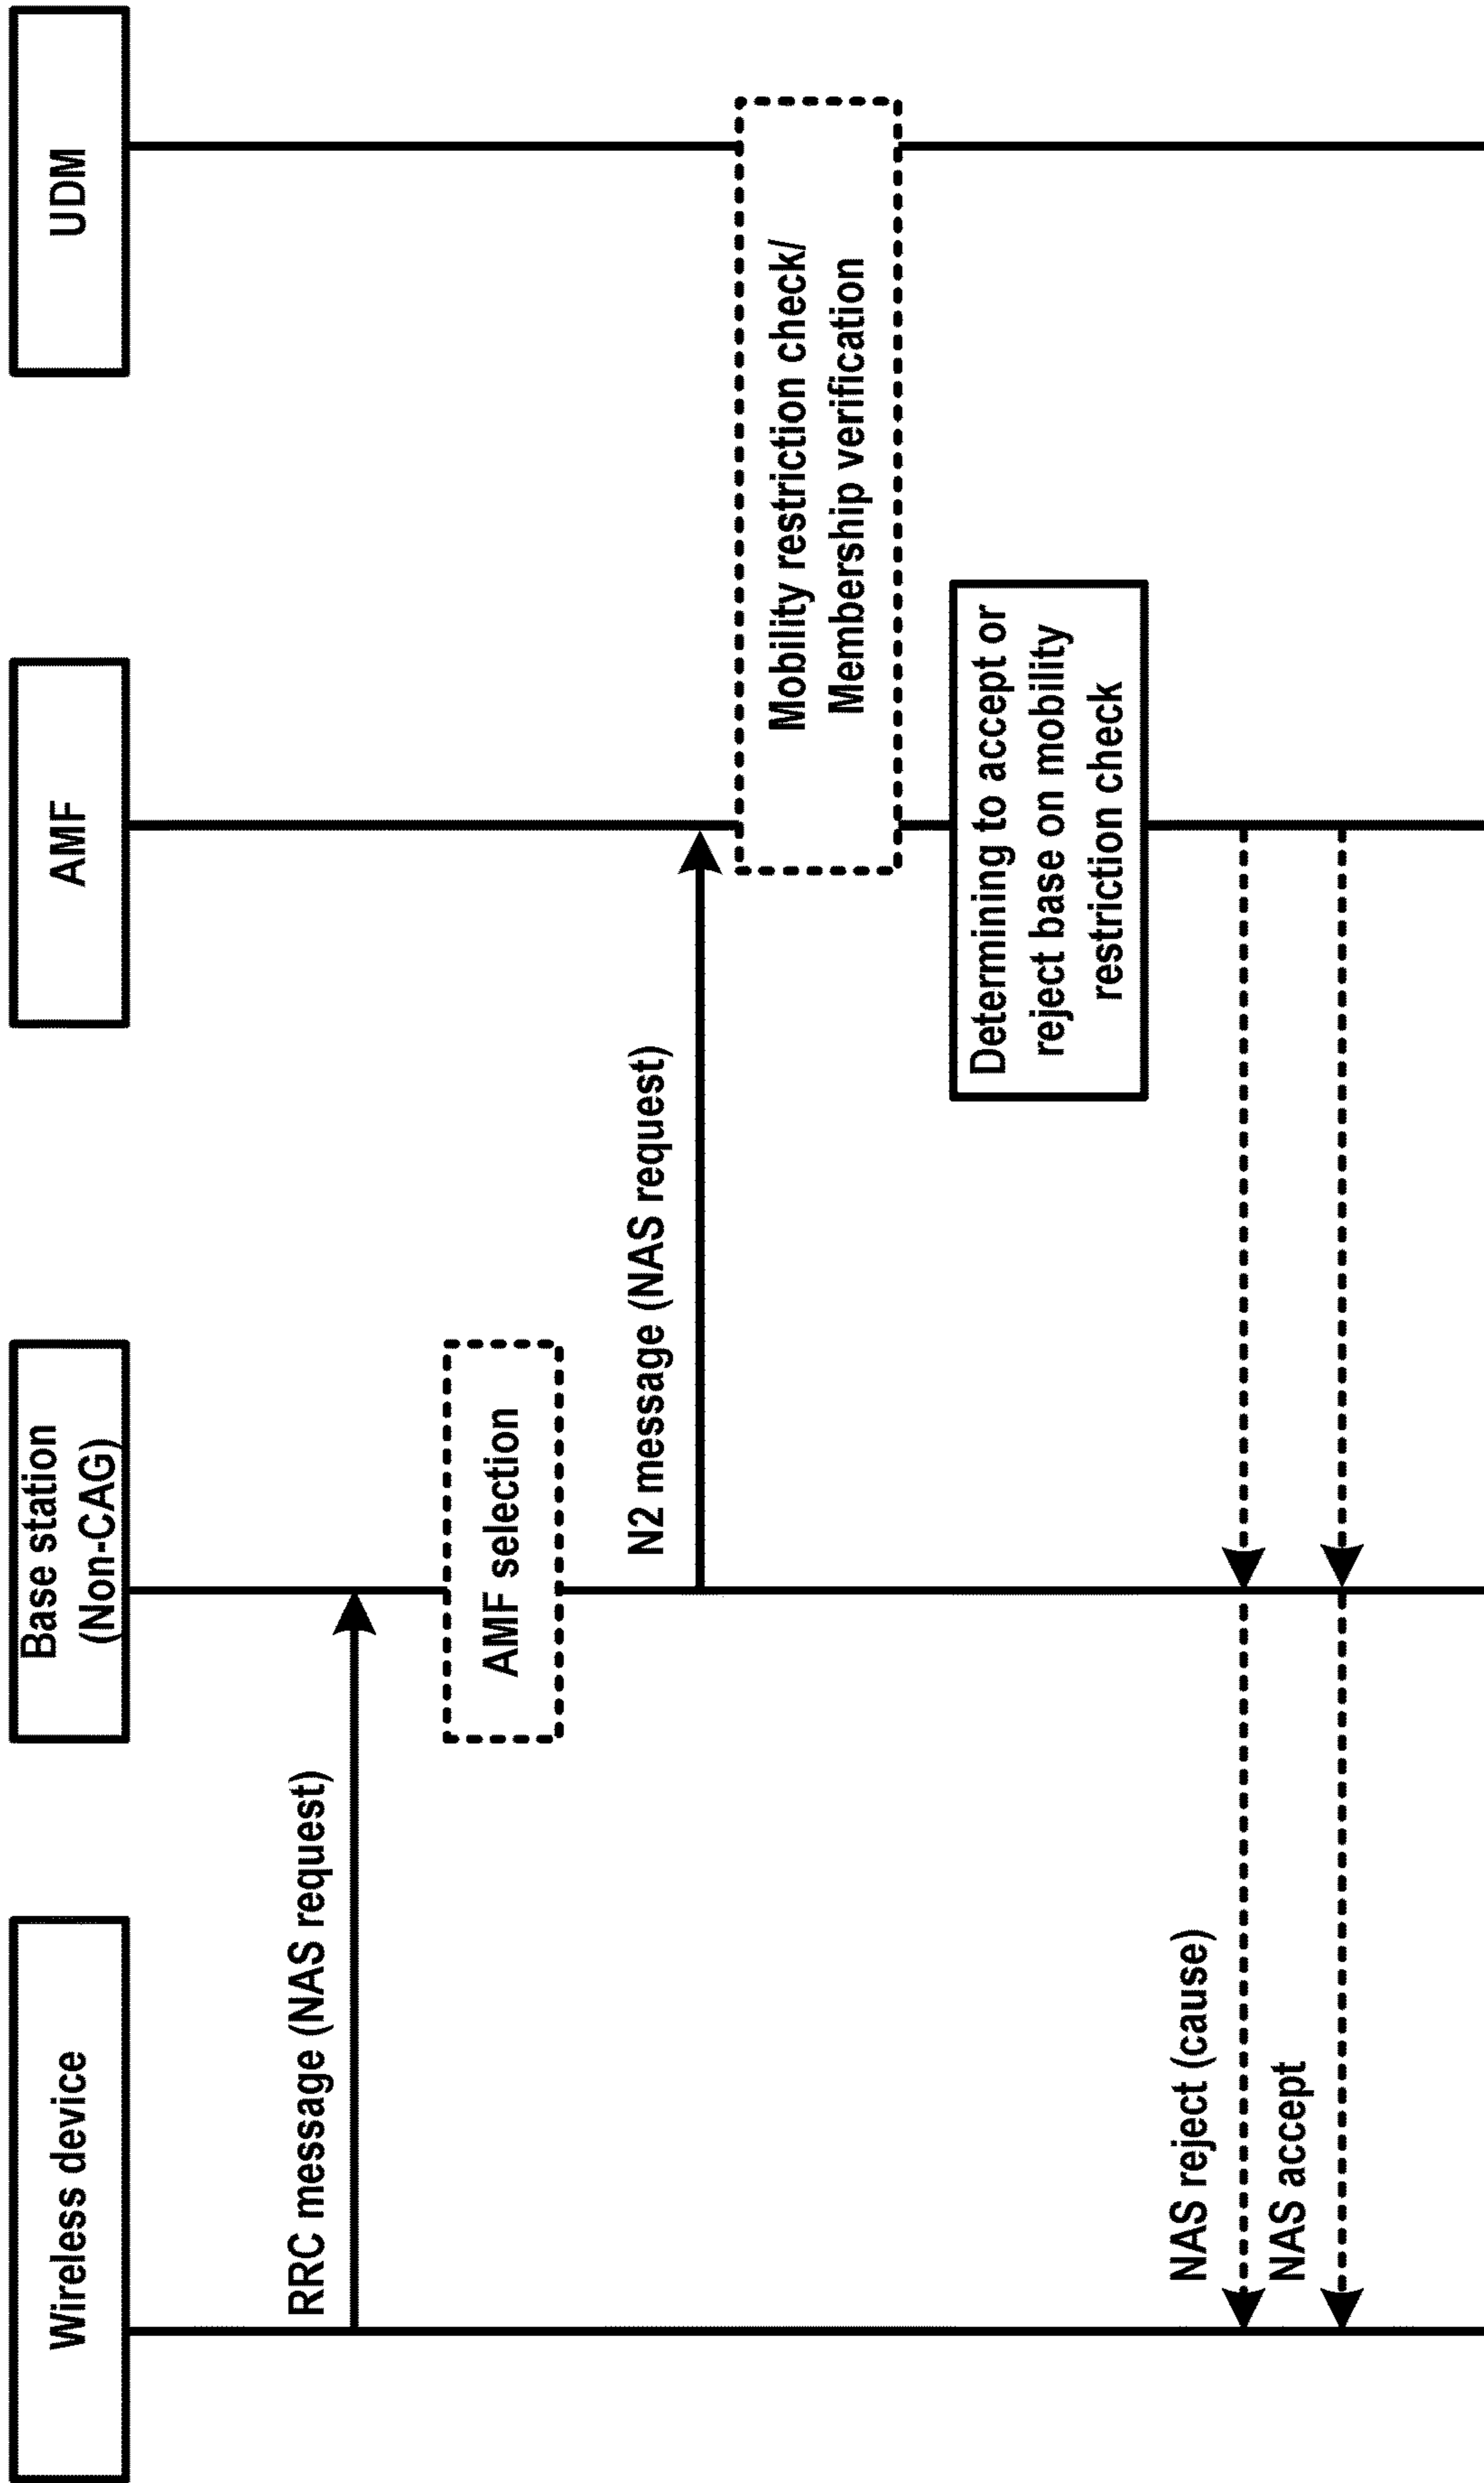 Wireless device
Base station
(Non-CAG)
AMF
UDM
RRC message (NAS request)
AMF selection
N2 message (NAS request)
Mobility restriction check/
Membership verification
Determining to accept or
reject base on mobility
restriction check
NAS reject (cause)
NAS accept